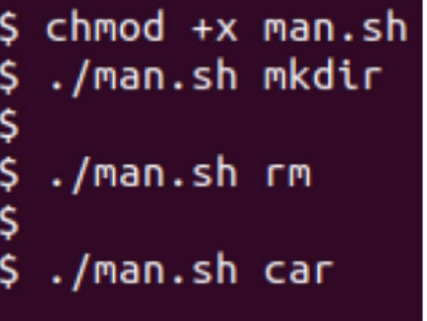 $ chmod +x man.sh
$ ./man.sh mkdir
$
$ ./man.sh rm
$
$ ./man.sh car